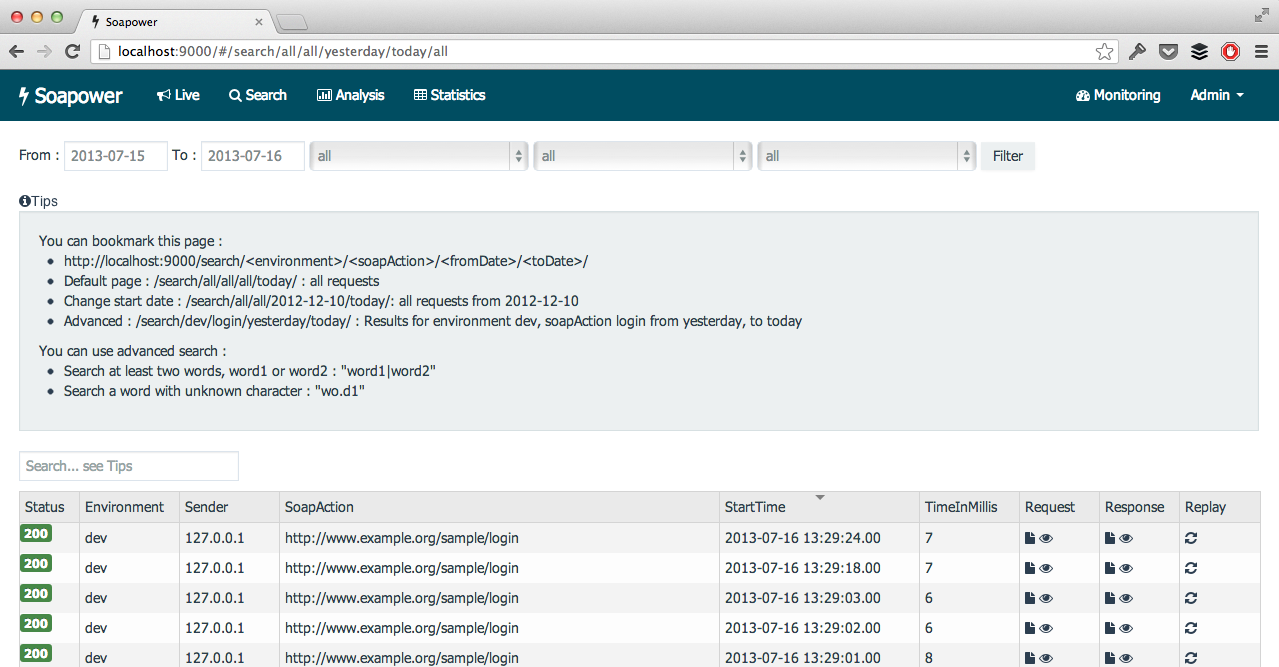 Soapower
localhost:9000/#/search/all/all/yesterday/today/all
Soapower Live Search Analysis Statistics Monitoring Admin
From : 2013-07-15 To : 2013-07-16 all all all Filter
Tips
You can bookmark this page :
http://localhost:9000/search/<environment>/<soapAction>/<fromDate>/<toDate>/
Default page : /search/all/all/all/today/ : all requests
Change start date : /search/all/all/2012-12-10/today/: all requests from 2012-12-10
Advanced : /search/dev/login/yesterday/today/ : Results for environment dev, soapAction login from yesterday, to today
You can use advanced search :
Search at least two words, word1 or word2 : "word1|word2"
Search a word with unknown character : "wo.d1"
Search... see Tips
Status Environment Sender SoapAction StartTime TimeInMillis Request Response Replay
200 dev 127.0.0.1 http://www.example.org/sample/login 2013-07-16 13:29:24.00 7
200 dev 127.0.0.1 http://www.example.org/sample/login 2013-07-16 13:29:18.00 7
200 dev 127.0.0.1 http://www.example.org/sample/login 2013-07-16 13:29:03.00 6
200 dev 127.0.0.1 http://www.example.org/sample/login 2013-07-16 13:29:02.00 6
200 dev 127.0.0.1 http://www.example.org/sample/login 2013-07-16 13:29:01.00 8